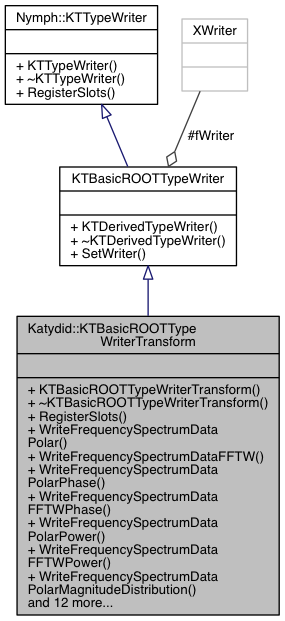 Nymph::KTTypeWriter
+ KTTypeWriter()
+ ~KTTypeWriter()
+ RegisterSlots()
XWriter
#fWriter
KTBasicROOTTypeWriter
+ KTDerivedTypeWriter()
+ ~KTDerivedTypeWriter()
+ SetWriter()
Katydid::KTBasicROOTType
WriterTransform
+ KTBasicROOTTypeWriterTransform()
+ ~KTBasicROOTTypeWriterTransform()
+ RegisterSlots()
+ WriteFrequencySpectrumData
Polar()
+ WriteFrequencySpectrumDataFFTW()
+ WriteFrequencySpectrumData
PolarPhase()
+ WriteFrequencySpectrumData
FFTWPhase()
+ WriteFrequencySpectrumData
PolarPower()
+ WriteFrequencySpectrumData
FFTWPower()
+ WriteFrequencySpectrumData
PolarMagnitudeDistribution()
and 12 more...